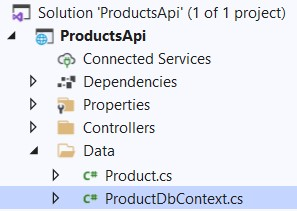 Solution 'ProductsApi' (1 of 1 project)
ProductsApi
Connected Services
Dependencies
Properties
Controllers
Data
C# Product.cs
C# ProductDbContext.cs